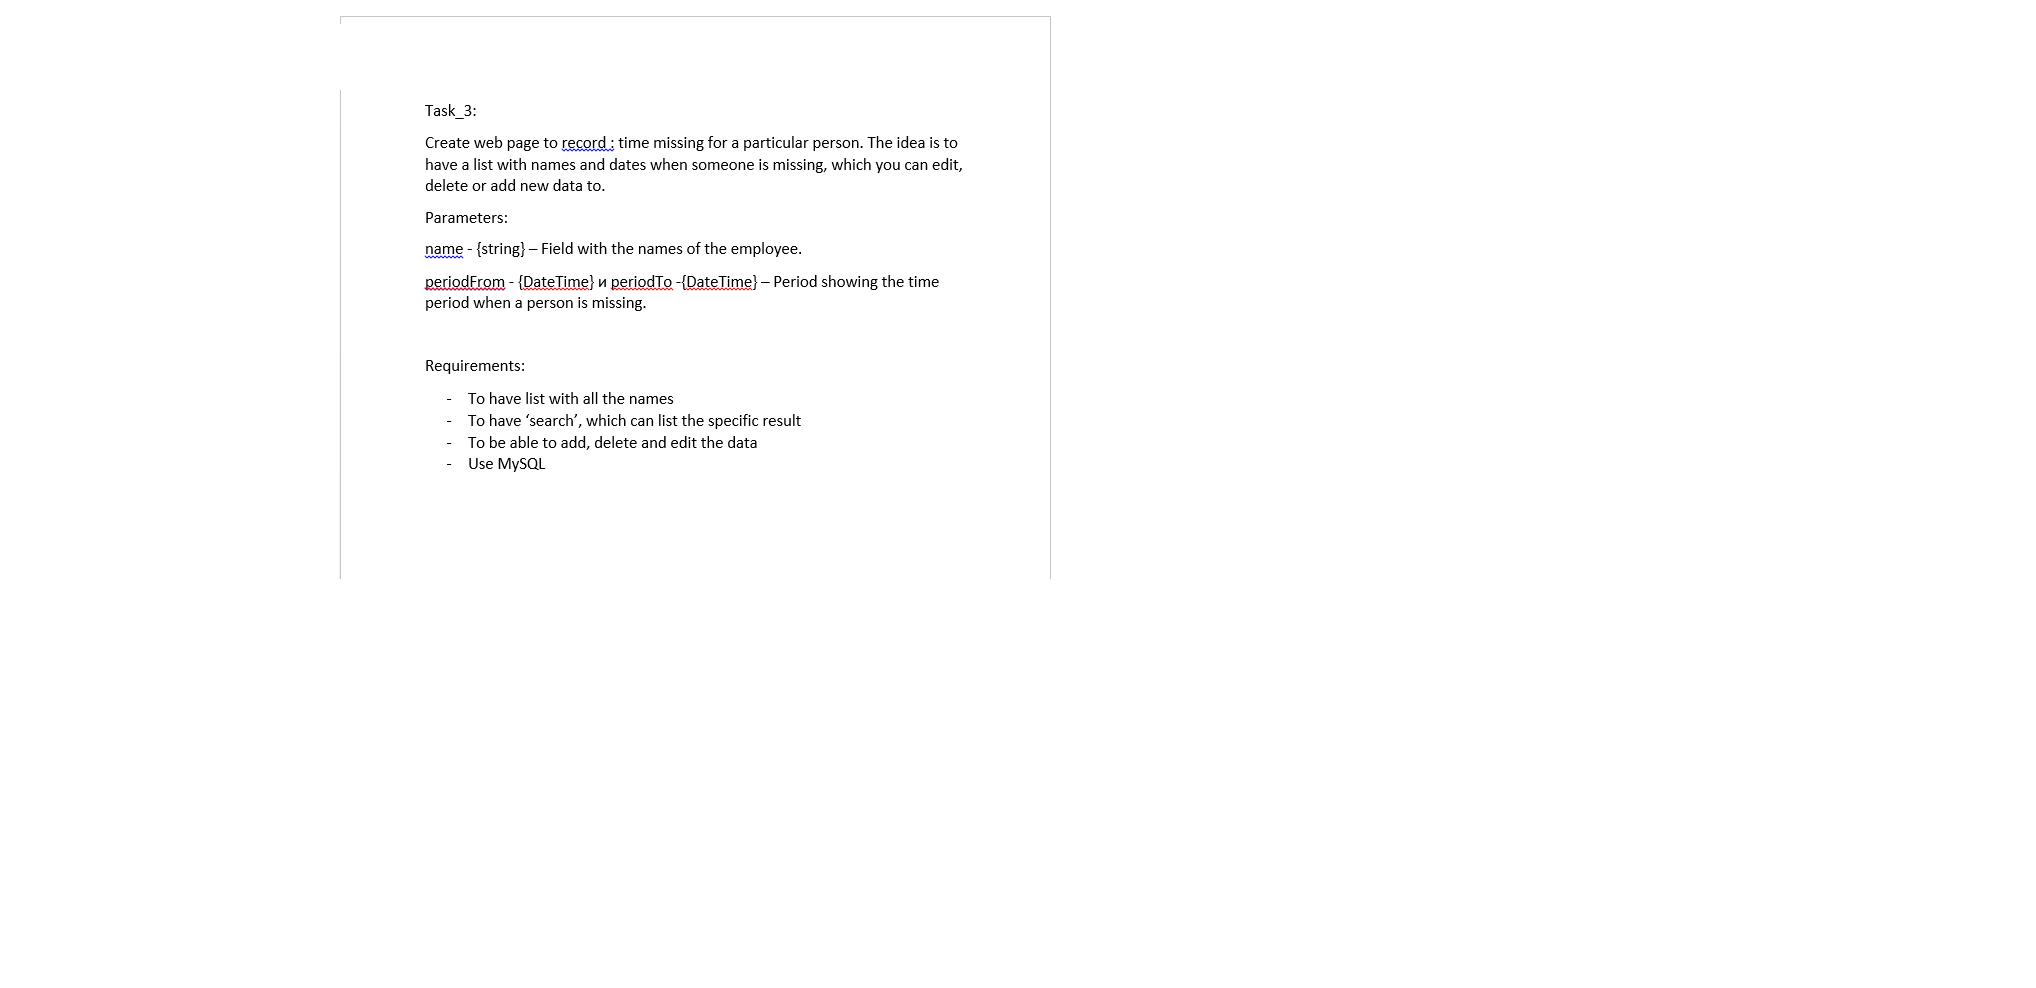 Task_3:
Create web page to record : time missing for a particular person. The idea is to
have a list with names and dates when someone is missing, which you can edit,
delete or add new data to.
Parameters:
name - {string} – Field with the names of the employee.
periodFrom - {DateTime} и periodTo -{DateTime} – Period showing the time
period when a person is missing.
Requirements:
- To have list with all the names
- To have ‘search’, which can list the specific result
- To be able to add, delete and edit the data
- Use MySQL